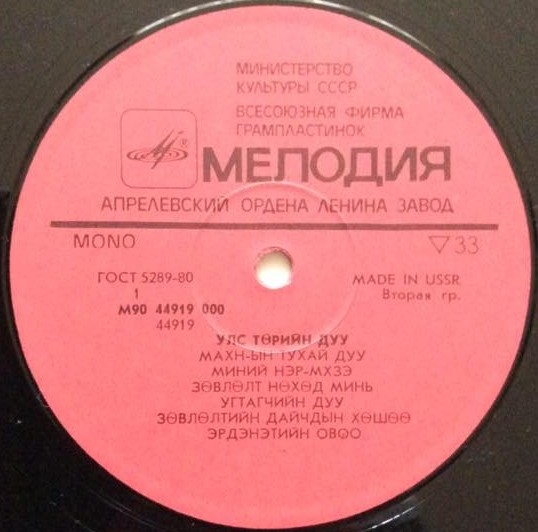 МИНИСТЕРСТВО
КУЛЬТУРЫ СССР
ВСЕСОЮЗНАЯ ФИРМА
ГРАМПЛАСТИНОК
® МЕЛОДИЯ
АПРЕЛЕВСКИЙ ОРДЕНА ЛЕНИНА ЗАВОД
MONO ▽33
ГОСТ 5289-80 MADE IN USSR
1 Вторая гр.
М90 44919 000
44919
УЛС ТӨРИЙН ДУУ
МАХН-ЫН ТУХАЙ ДУУ
МИНИЙ НЭР-МХЗЭ
ЗӨВЛӨЛТ НӨХӨД МИНЬ
УГТАГЧИЙН ДУУ
ЗӨВЛӨЛТИЙН ДАЙЧДЫН ХӨШӨӨ
ЭРДЭНЭТИЙН ОВОО